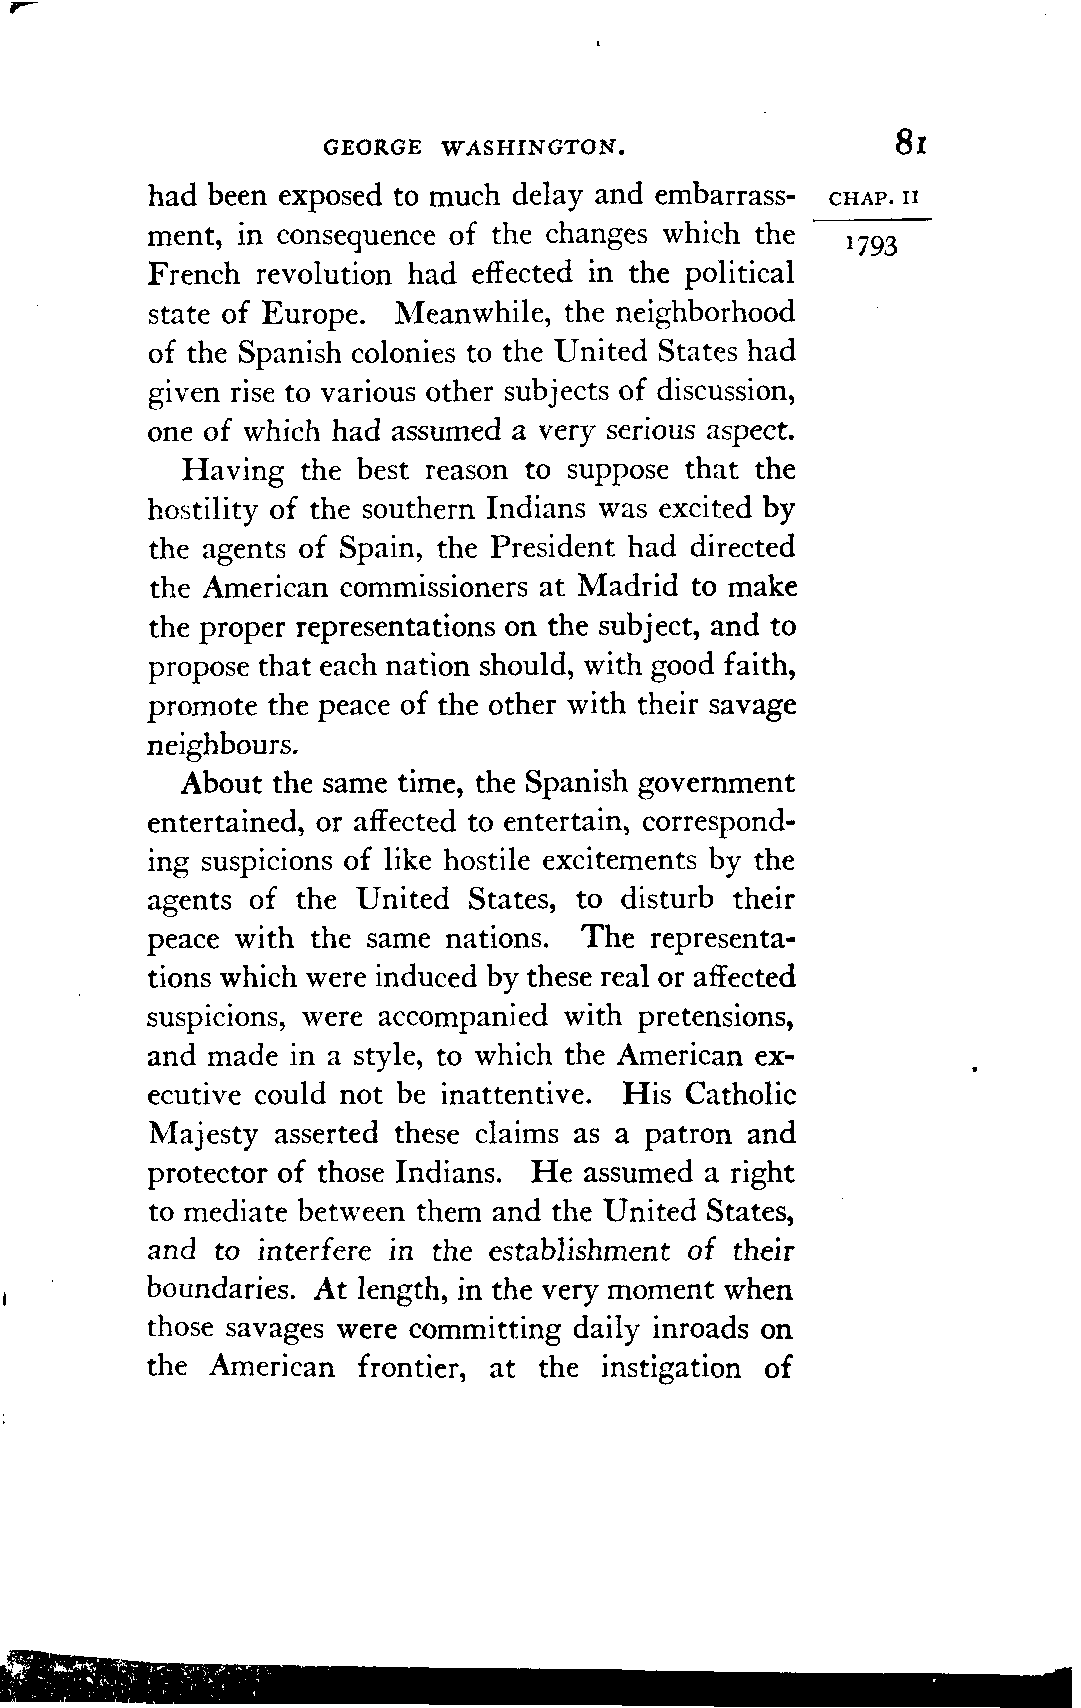 GEORGE WASHINGTON. 81
had been exposed to much delay and embarrass- CHAP. II
ment, in consequence of the changes which the 1793
French revolution had effected in the political
state of Europe. Meanwhile, the neighborhood
of the Spanish colonies to the United States had
given rise to various other subjects of discussion,
one of which had assumed a very serious aspect.
Having the best reason to suppose that the
hostility of the southern Indians was excited by
the agents of Spain, the President had directed
the American commissioners at Madrid to make
the proper representations on the subject, and to
propose that each nation should, with good faith,
promote the peace of the other with their savage
neighbours.
About the same time, the Spanish government
entertained, or affected to entertain, correspond-
ing suspicions of like hostile excitements by the
agents of the United States, to disturb their
peace with the same nations. The representa-
tions which were induced by these real or affected
suspicions, were accompanied with pretensions,
and made in a style, to which the American ex-
ecutive could not be inattentive. His Catholic
Majesty asserted these claims as a patron and
protector of those Indians. He assumed a right
to mediate between them and the United States,
and to interfere in the establishment of their
boundaries. At length, in the very moment when
those savages were committing daily inroads on
the American frontier, at the instigation of